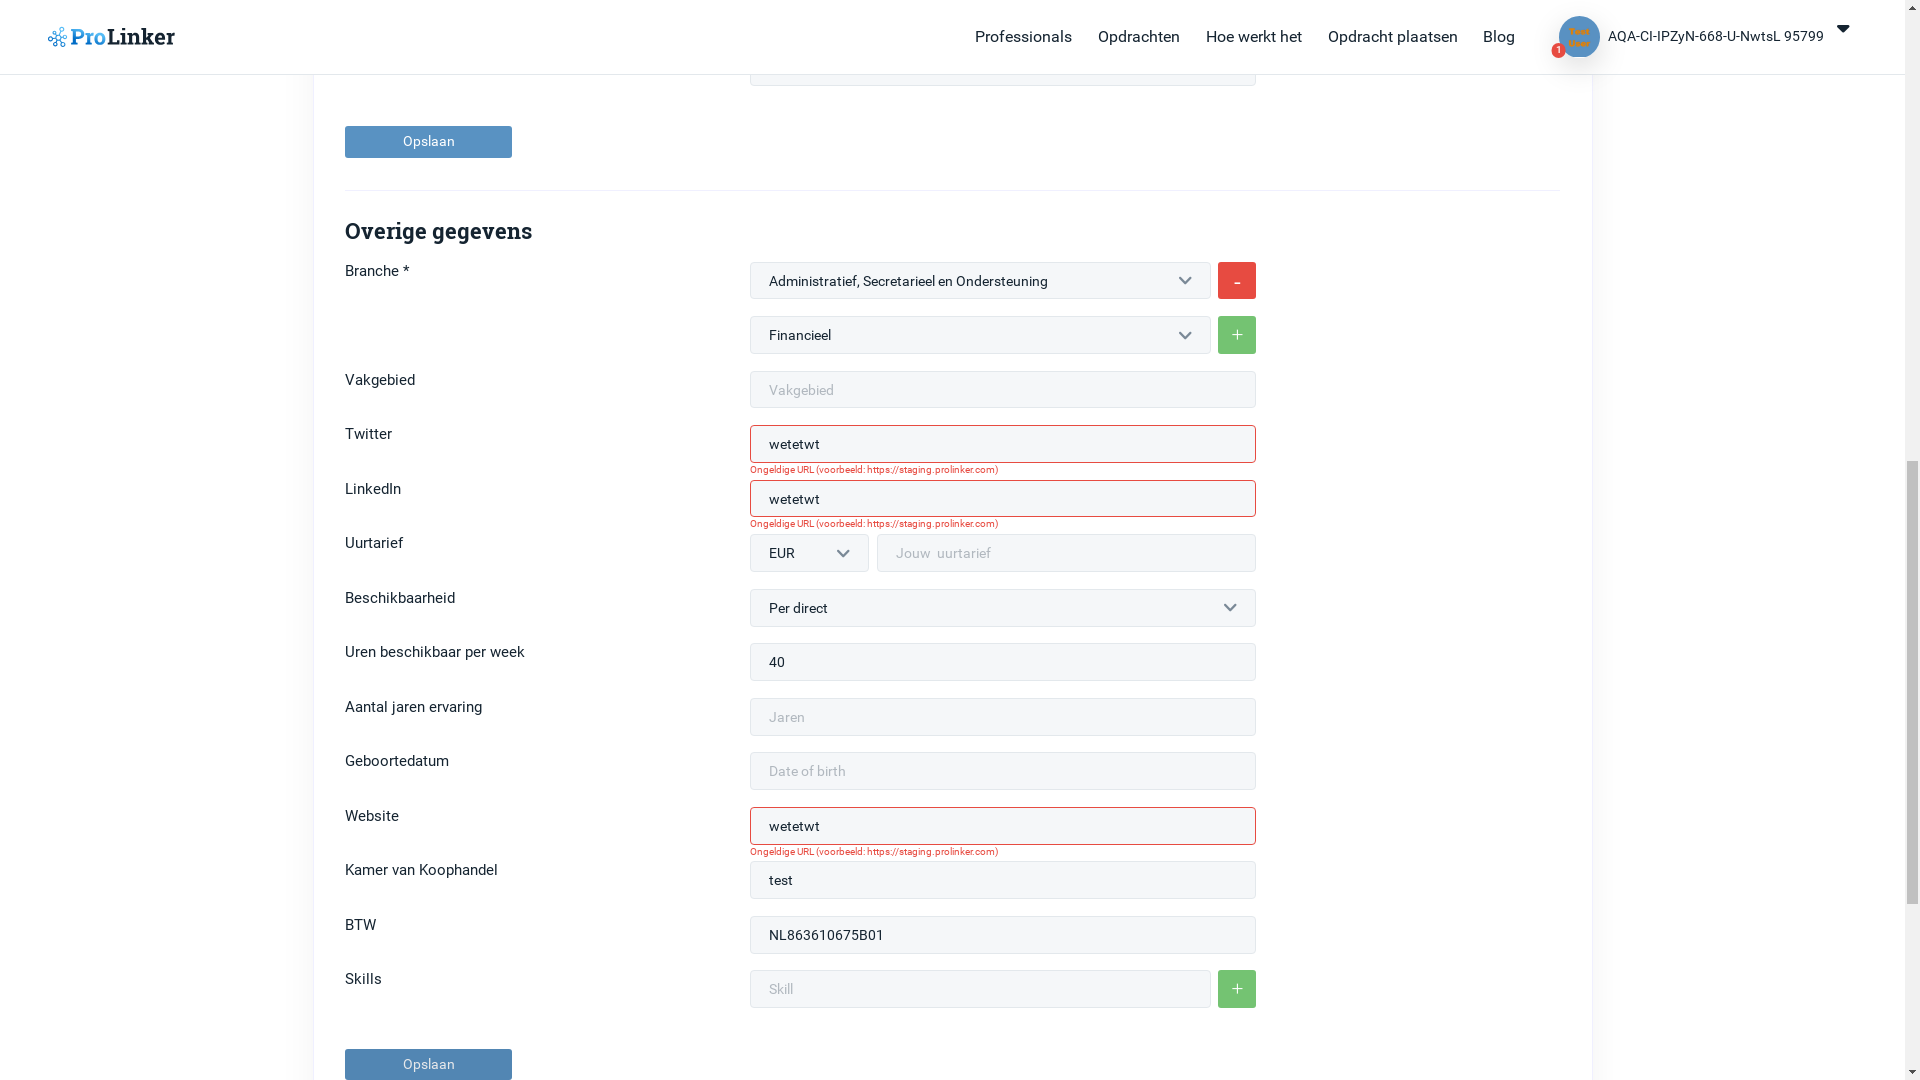 ProLinker
Professionals
Opdrachten
Hoe werkt het
Opdracht plaatsen
Blog
Test
User
1
AQA-CI-IPZyN-668-U-NwtsL 95799
Opslaan
Overige gegevens
Branche *
Administratief, Secretarieel en Ondersteuning
-
Financieel
+
Vakgebied
Vakgebied
Twitter
wetetwt
Ongeldige URL (voorbeeld: https://staging.prolinker.com)
LinkedIn
wetetwt
Ongeldige URL (voorbeeld: https://staging.prolinker.com)
Uurtarief
EUR
Jouw uurtarief
Beschikbaarheid
Per direct
Uren beschikbaar per week
40
Aantal jaren ervaring
Jaren
Geboortedatum
Date of birth
Website
wetetwt
Ongeldige URL (voorbeeld: https://staging.prolinker.com)
Kamer van Koophandel
test
BTW
NL863610675B01
Skills
Skill
+
Opslaan